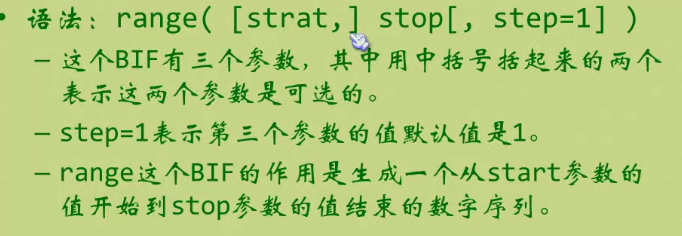 • 语法：range( [strat,] stop[, step=1] )
– 这个BIF有三个参数，其中用中括号括起来的两个
表示这两个参数是可选的。
– step=1表示第三个参数的值默认值是1。
– range这个BIF的作用是生成一个从start参数的
值开始到stop参数的值结束的数字序列。